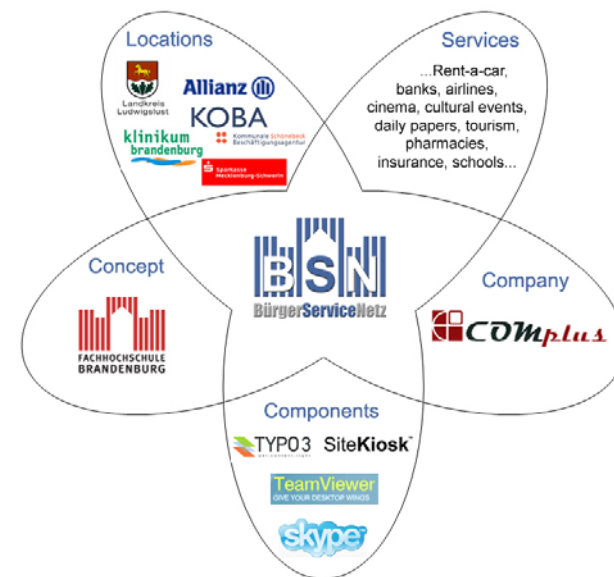 Locations
Landkreis
Ludwigslust
Allianz
KOBA
Kommunale Schönebeck
Beschäftigungsagentur
klinikum
brandenburg
Sparkasse
Mecklenburg-Schwerin
Services
...Rent-a-car,
banks, airlines,
cinema, cultural events,
daily papers, tourism,
pharmacies,
insurance, schools...
Concept
FACHHOCHSCHULE
BRANDENBURG
BSN
BürgerServiceNetz
Company
COMplus
Components
TYPO3 SiteKiosk™
TeamViewer
GIVE YOUR DESKTOP WINGS
skype